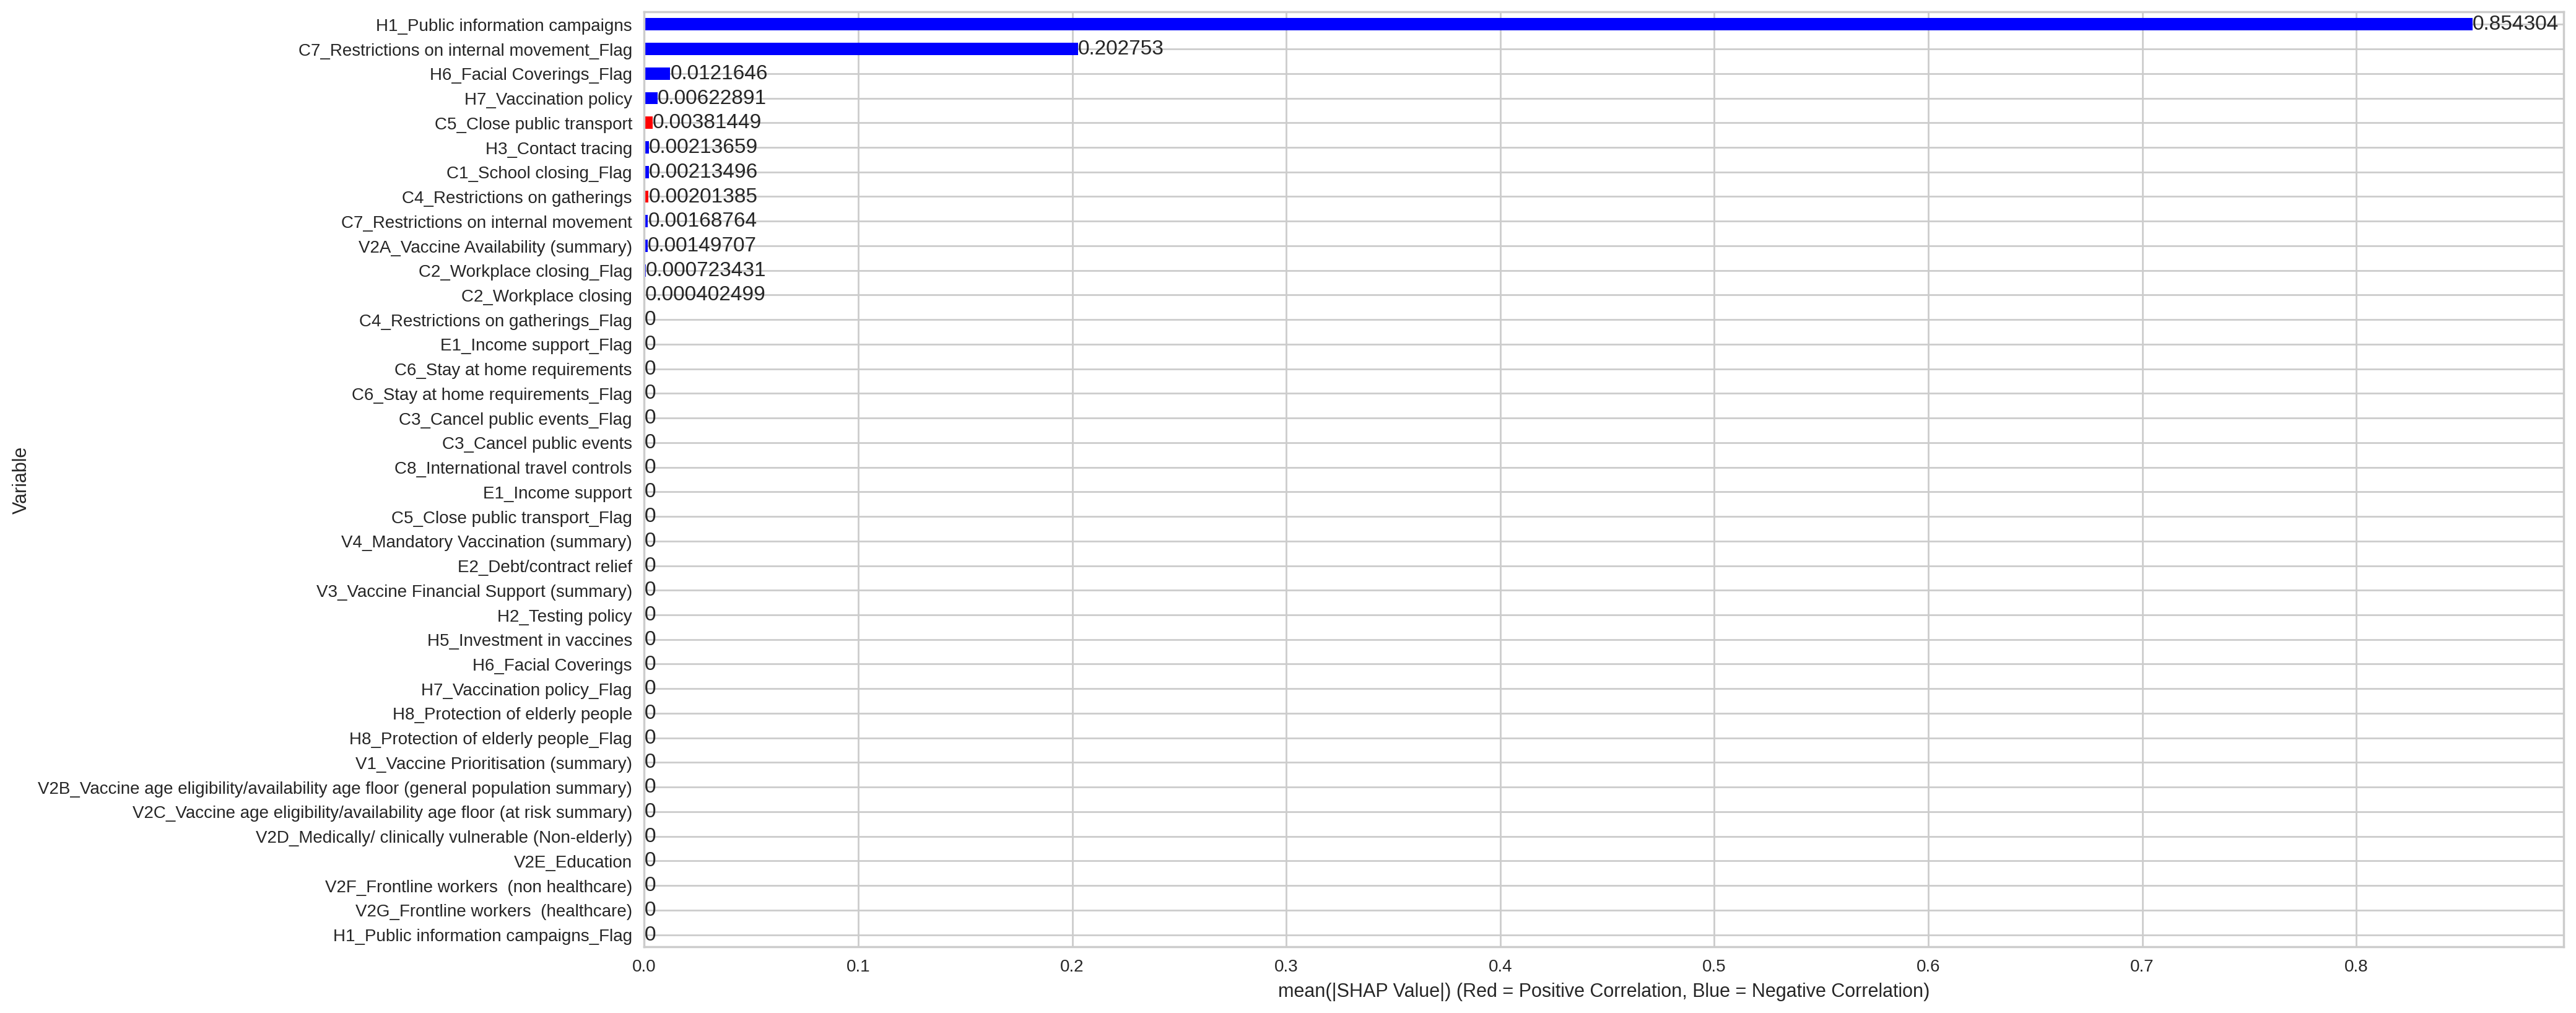 H1_Public information campaigns 0.854304
C7_Restrictions on internal movement_Flag 0.202753
H6_Facial Coverings_Flag 0.0121646
H7_Vaccination policy 0.00622891
C5_Close public transport 0.00381449
H3_Contact tracing 0.00213659
C1_School closing_Flag 0.00213496
C4_Restrictions on gatherings 0.00201385
C7_Restrictions on internal movement 0.00168764
V2A_Vaccine Availability (summary) 0.00149707
C2_Workplace closing_Flag 0.000723431
C2_Workplace closing 0.000402499
C4_Restrictions on gatherings_Flag 0
E1_Income support_Flag 0
C6_Stay at home requirements 0
C6_Stay at home requirements_Flag 0
C3_Cancel public events_Flag 0
C3_Cancel public events 0
C8_International travel controls 0
E1_Income support 0
C5_Close public transport_Flag 0
V4_Mandatory Vaccination (summary) 0
E2_Debt/contract relief 0
V3_Vaccine Financial Support (summary) 0
H2_Testing policy 0
H5_Investment in vaccines 0
H6_Facial Coverings 0
H7_Vaccination policy_Flag 0
H8_Protection of elderly people 0
H8_Protection of elderly people_Flag 0
V1_Vaccine Prioritisation (summary) 0
V2B_Vaccine age eligibility/availability age floor (general population summary) 0
V2C_Vaccine age eligibility/availability age floor (at risk summary) 0
V2D_Medically/ clinically vulnerable (Non-elderly) 0
V2E_Education 0
V2F_Frontline workers  (non healthcare) 0
V2G_Frontline workers  (healthcare) 0
H1_Public information campaigns_Flag 0
Variable
0.0 0.1 0.2 0.3 0.4 0.5 0.6 0.7 0.8
mean(|SHAP Value|) (Red = Positive Correlation, Blue = Negative Correlation)